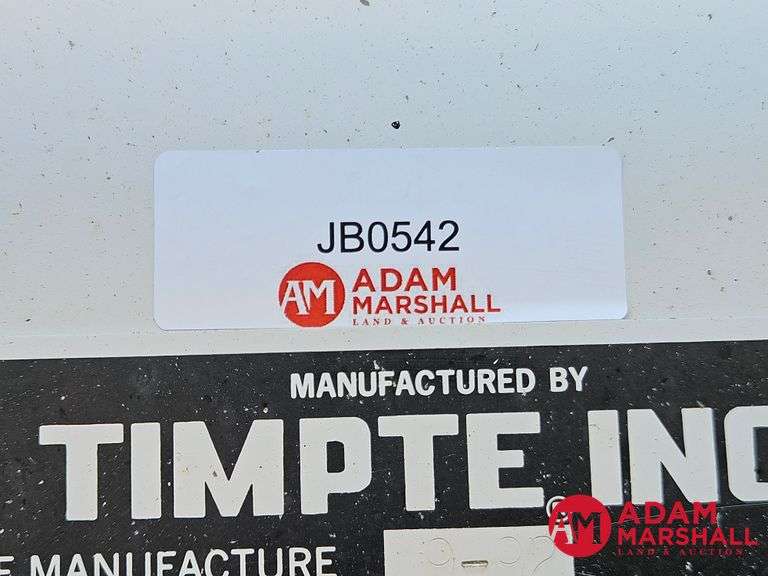 JB0542
AM ADAM
MARSHALL
LAND & AUCTION
MANUFACTURED BY
TIMPTE INC
MANUFACTURE
AM ADAM
MARSHALL
LAND & AUCTION